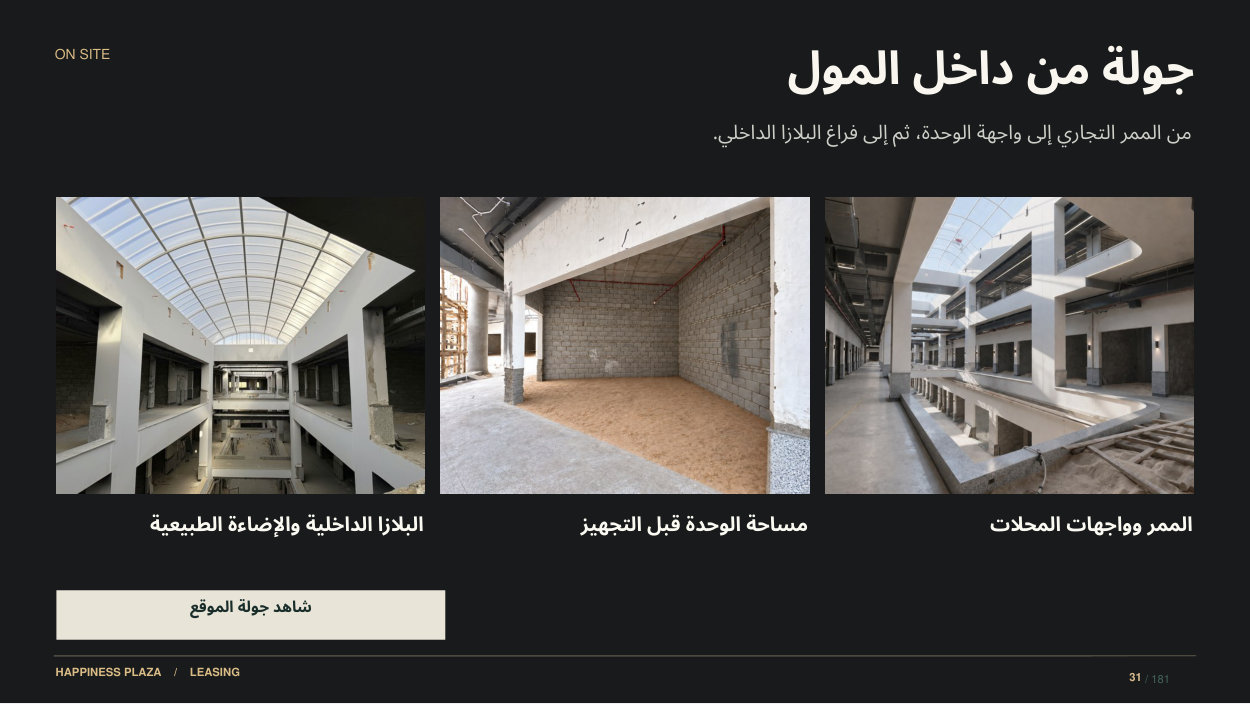 ON SITE
جولة من داخل المول
من الممر التجاري إلى واجهة الوحدة، ثم إلى فراغ البلازا الداخلي.
الممر وواجهات المحلات
مساحة الوحدة قبل التجهيز
البلازا الداخلية والإضاءة الطبيعية
شاهد جولة الموقع
HAPPINESS PLAZA / LEASING
31 / 181